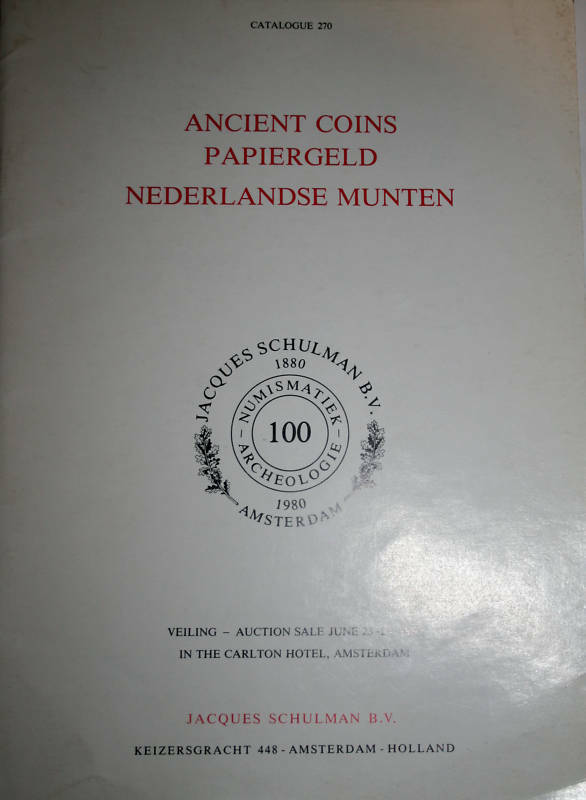 CATALOGUE 270
ANCIENT COINS
PAPIERGELD
NEDERLANDSE MUNTEN
JACQUES SCHULMAN B.V.
1880
– NUMISMATIEK –
100
ARCHEOLOGIE
1980
– AMSTERDAM –
VEILING – AUCTION SALE JUNE
IN THE CARLTON HOTEL, AMSTERDAM
JACQUES SCHULMAN B.V.
KEIZERSGRACHT 448 - AMSTERDAM - HOLLAND